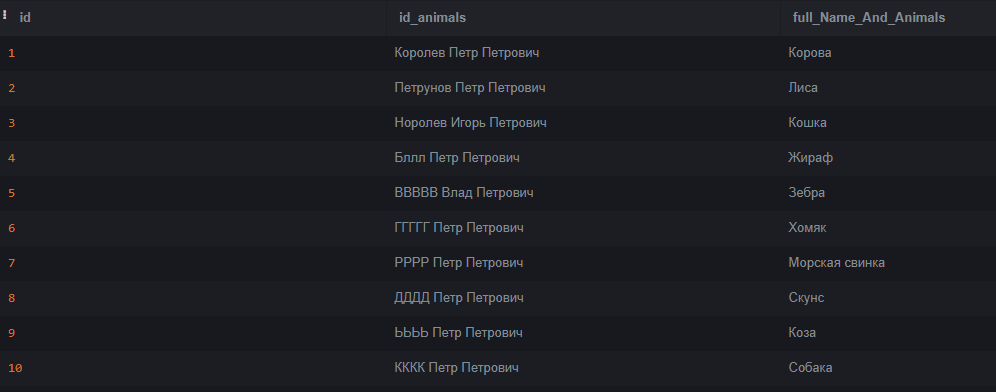 id id_animals full_Name_And_Animals
1 Королев Петр Петрович Корова
2 Петрунов Петр Петрович Лиса
3 Норолев Игорь Петрович Кошка
4 Бллл Петр Петрович Жираф
5 ВВВВВ Влад Петрович Зебра
6 ГГГГГ Петр Петрович Хомяк
7 РРРР Петр Петрович Морская свинка
8 ДДДД Петр Петрович Скунс
9 ЬЬЬЬ Петр Петрович Коза
10 КККК Петр Петрович Собака